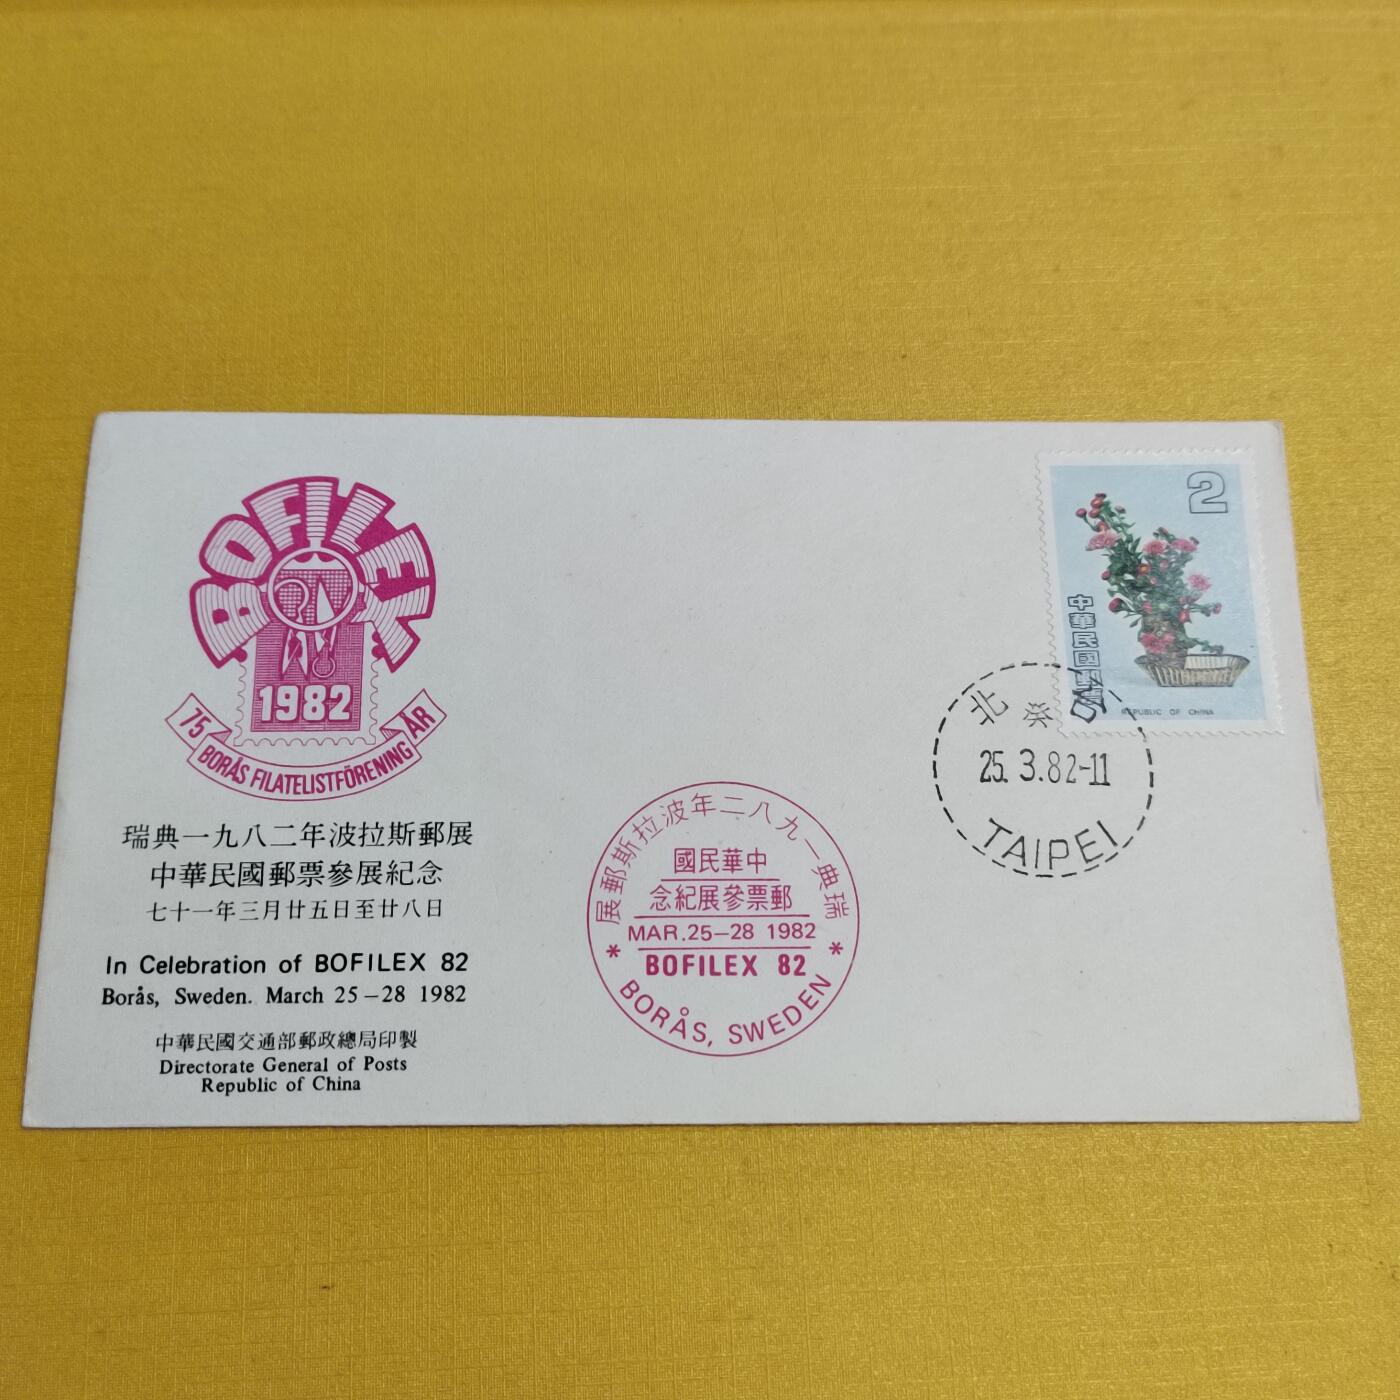 BOFILEX
1982
75 BORÅS FILATELISTFÖRENING ÅR
瑞典一九八二年波拉斯郵展
中華民國郵票參展紀念
七十一年三月廿五日至廿八日
In Celebration of BOFILEX 82
Borås, Sweden. March 25-28 1982
中華民國交通部郵政總局印製
Directorate General of Posts
Republic of China
展郵斯拉波年二八九一典瑞
國民華中
念紀展參票郵
MAR.25-28 1982
* BOFILEX 82 *
BORÅS, SWEDEN
2
中華民國郵票
REPUBLIC OF CHINA
北
25.3.82-11
TAIPEI